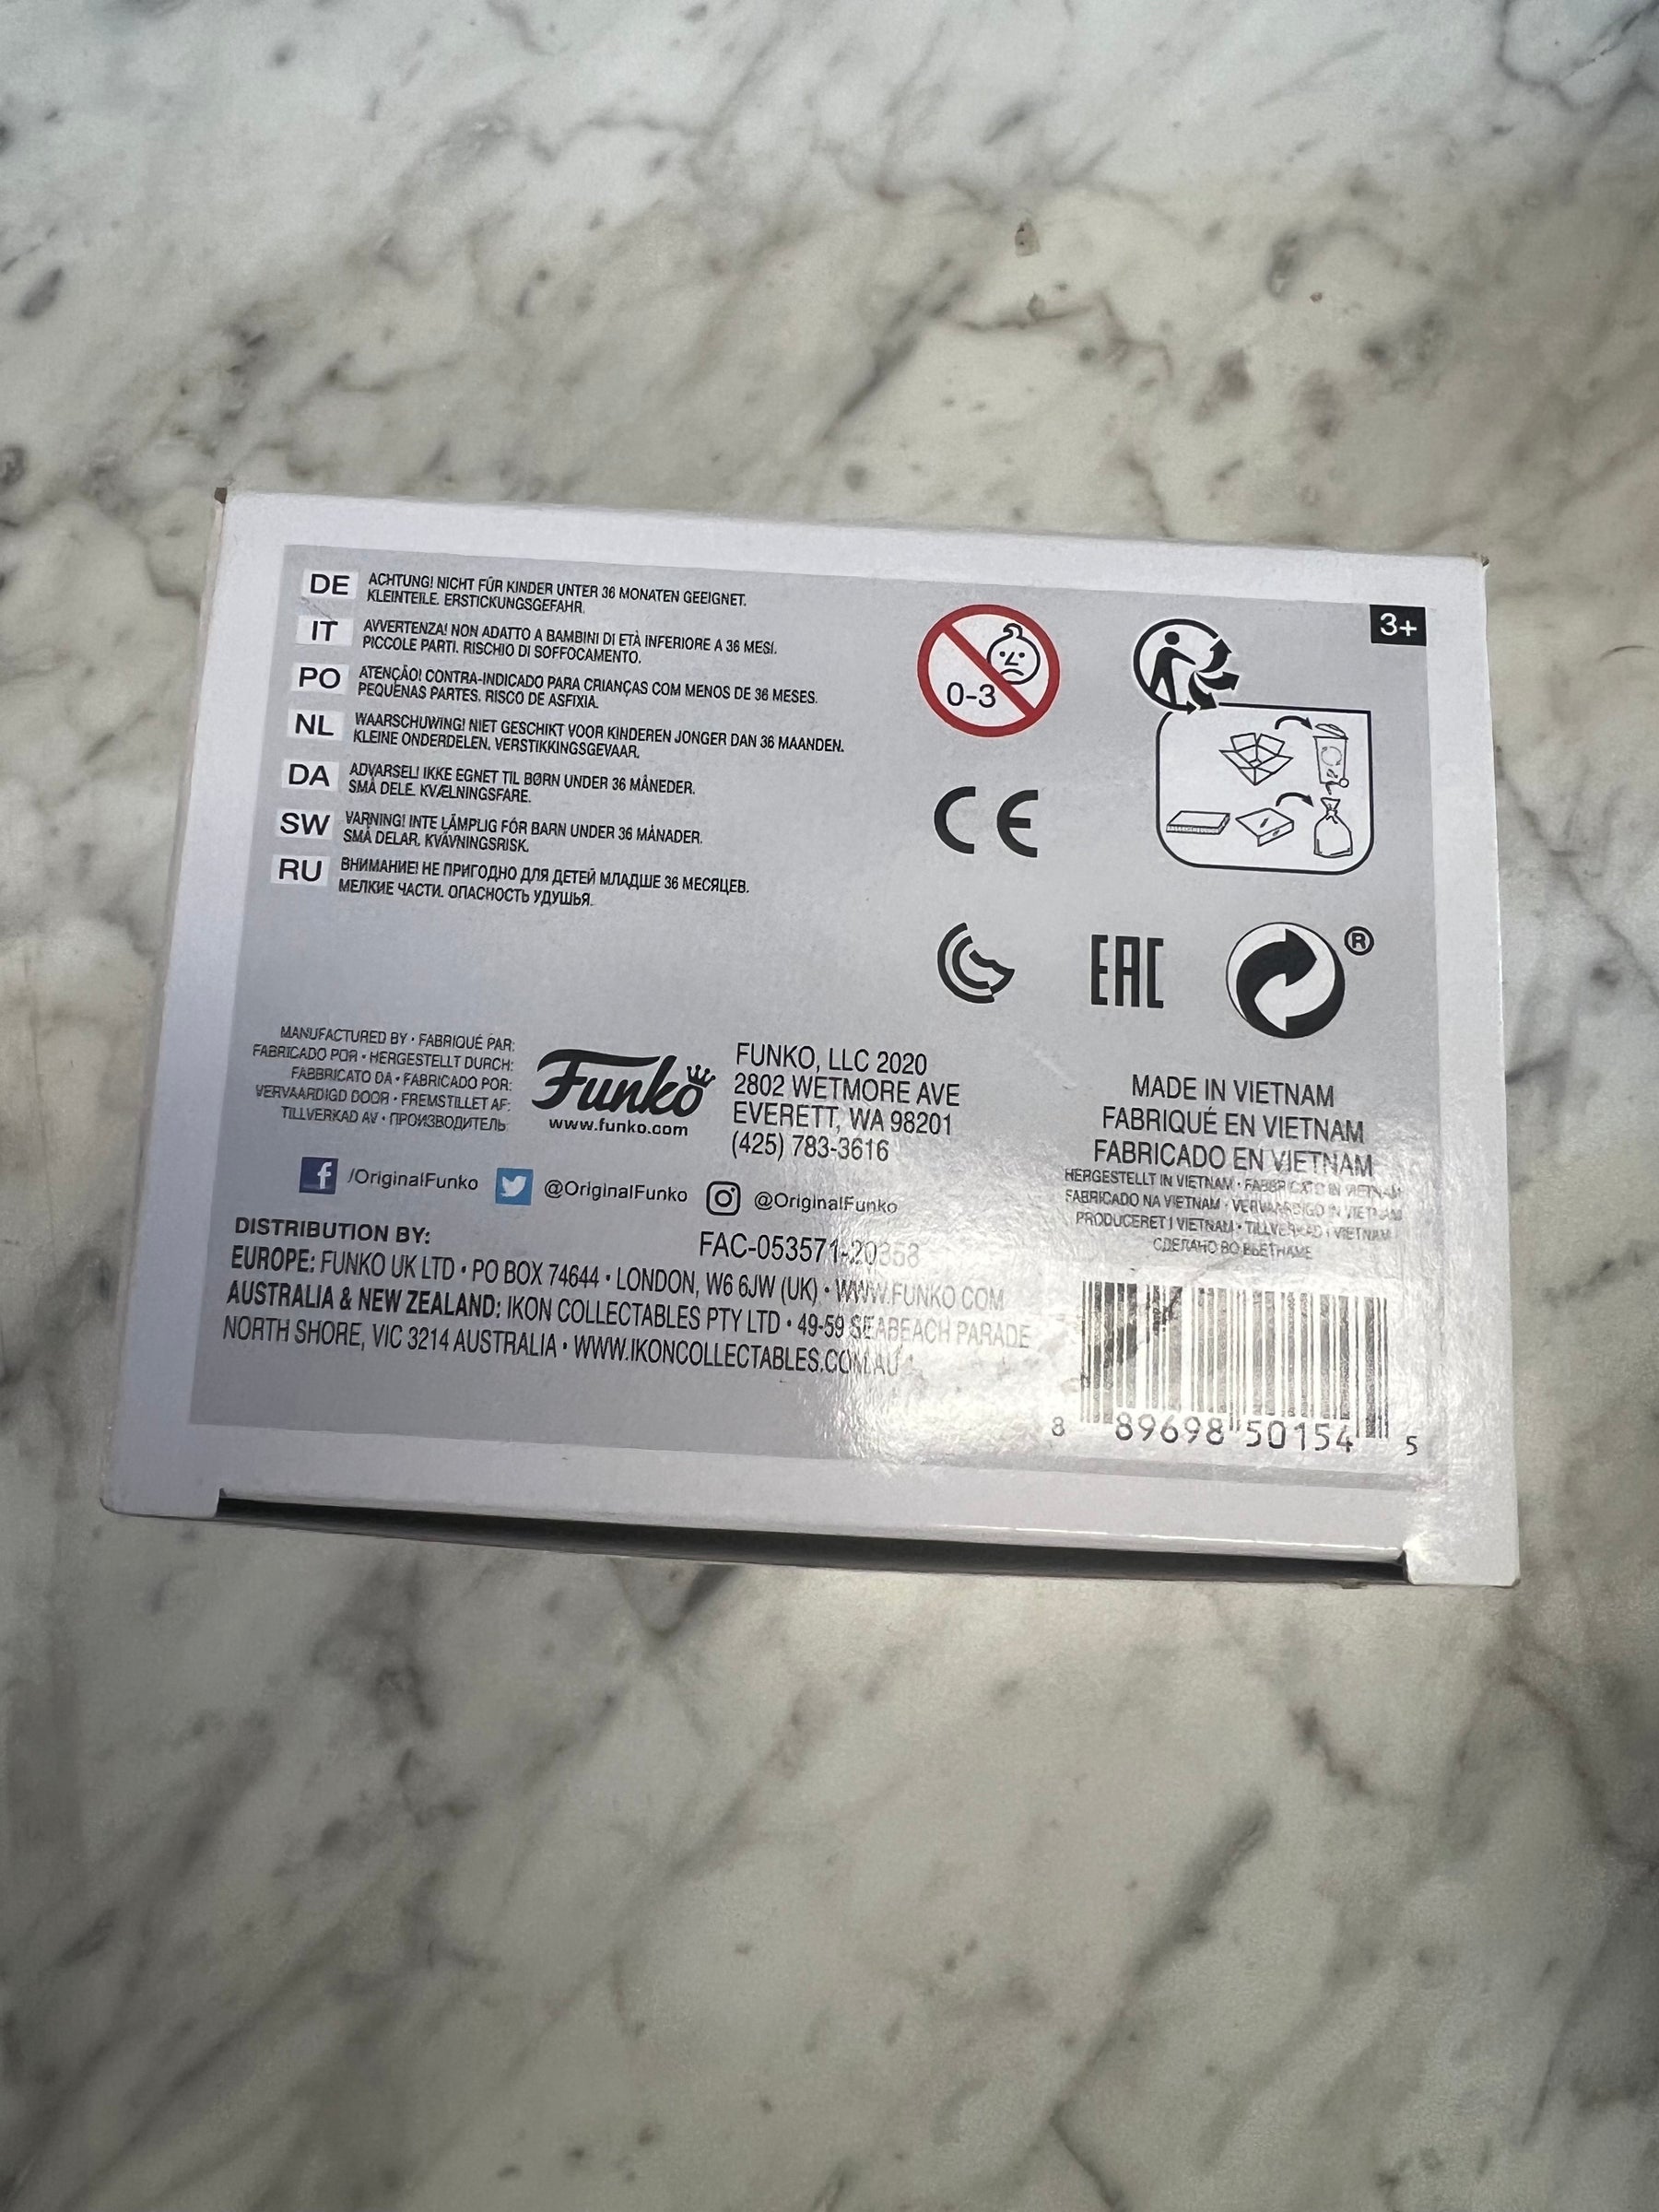 DE ACHTUNG! NICHT FÜR KINDER UNTER 36 MONATEN GEEIGNET.
KLEINTEILE. ERSTICKUNGSGEFAHR.
IT AVVERTENZA! NON ADATTO A BAMBINI DI ETÀ INFERIORE A 36 MESI.
PICCOLE PARTI. RISCHIO DI SOFFOCAMENTO.
PO ATENÇÃO! CONTRA-INDICADO PARA CRIANÇAS COM MENOS DE 36 MESES.
PEQUENAS PARTES. RISCO DE ASFIXIA.
NL WAARSCHUWING! NIET GESCHIKT VOOR KINDEREN JONGER DAN 36 MAANDEN.
KLEINE ONDERDELEN. VERSTIKKINGSGEVAAR.
DA ADVARSEL! IKKE EGNET TIL BØRN UNDER 36 MÅNEDER.
SMÅ DELE. KVÆLNINGSFARE.
SW VARNING! INTE LÄMPLIG FÖR BARN UNDER 36 MÅNADER.
SMÅ DELAR. KVÄVNINGSRISK.
RU ВНИМАНИЕ! НЕ ПРИГОДНО ДЛЯ ДЕТЕЙ МЛАДШЕ 36 МЕСЯЦЕВ.
МЕЛКИЕ ЧАСТИ. ОПАСНОСТЬ УДУШЬЯ.
0-3
3+
CE
EAC
®
MANUFACTURED BY • FABRIQUÉ PAR:
FABRICADO POR • HERGESTELLT DURCH:
FABBRICATO DA • FABRICADO POR:
VERVAARDIGD DOOR • FREMSTILLET AF:
TILLVERKAD AV • ПРОИЗВОДИТЕЛЬ:
Funko
www.funko.com
FUNKO, LLC 2020
2802 WETMORE AVE
EVERETT, WA 98201
(425) 783-3616
/OriginalFunko @OriginalFunko @OriginalFunko
MADE IN VIETNAM
FABRIQUÉ EN VIETNAM
FABRICADO EN VIETNAM
HERGESTELLT IN VIETNAM • FABBRICATO IN VIETNAM
FABRICADO NA VIETNAM • VERVAARDIGD IN VIETNAM
PRODUCERET I VIETNAM • TILLVERKAD I VIETNAM
СДЕЛАНО ВО ВЬЕТНАМЕ
FAC-053571-20358
DISTRIBUTION BY:
EUROPE: FUNKO UK LTD • PO BOX 74644 • LONDON, W6 6JW (UK) • WWW.FUNKO.COM
AUSTRALIA & NEW ZEALAND: IKON COLLECTABLES PTY LTD • 49-59 SEABEACH PARADE
NORTH SHORE, VIC 3214 AUSTRALIA • WWW.IKONCOLLECTABLES.COM.AU
8 89698 50154 5